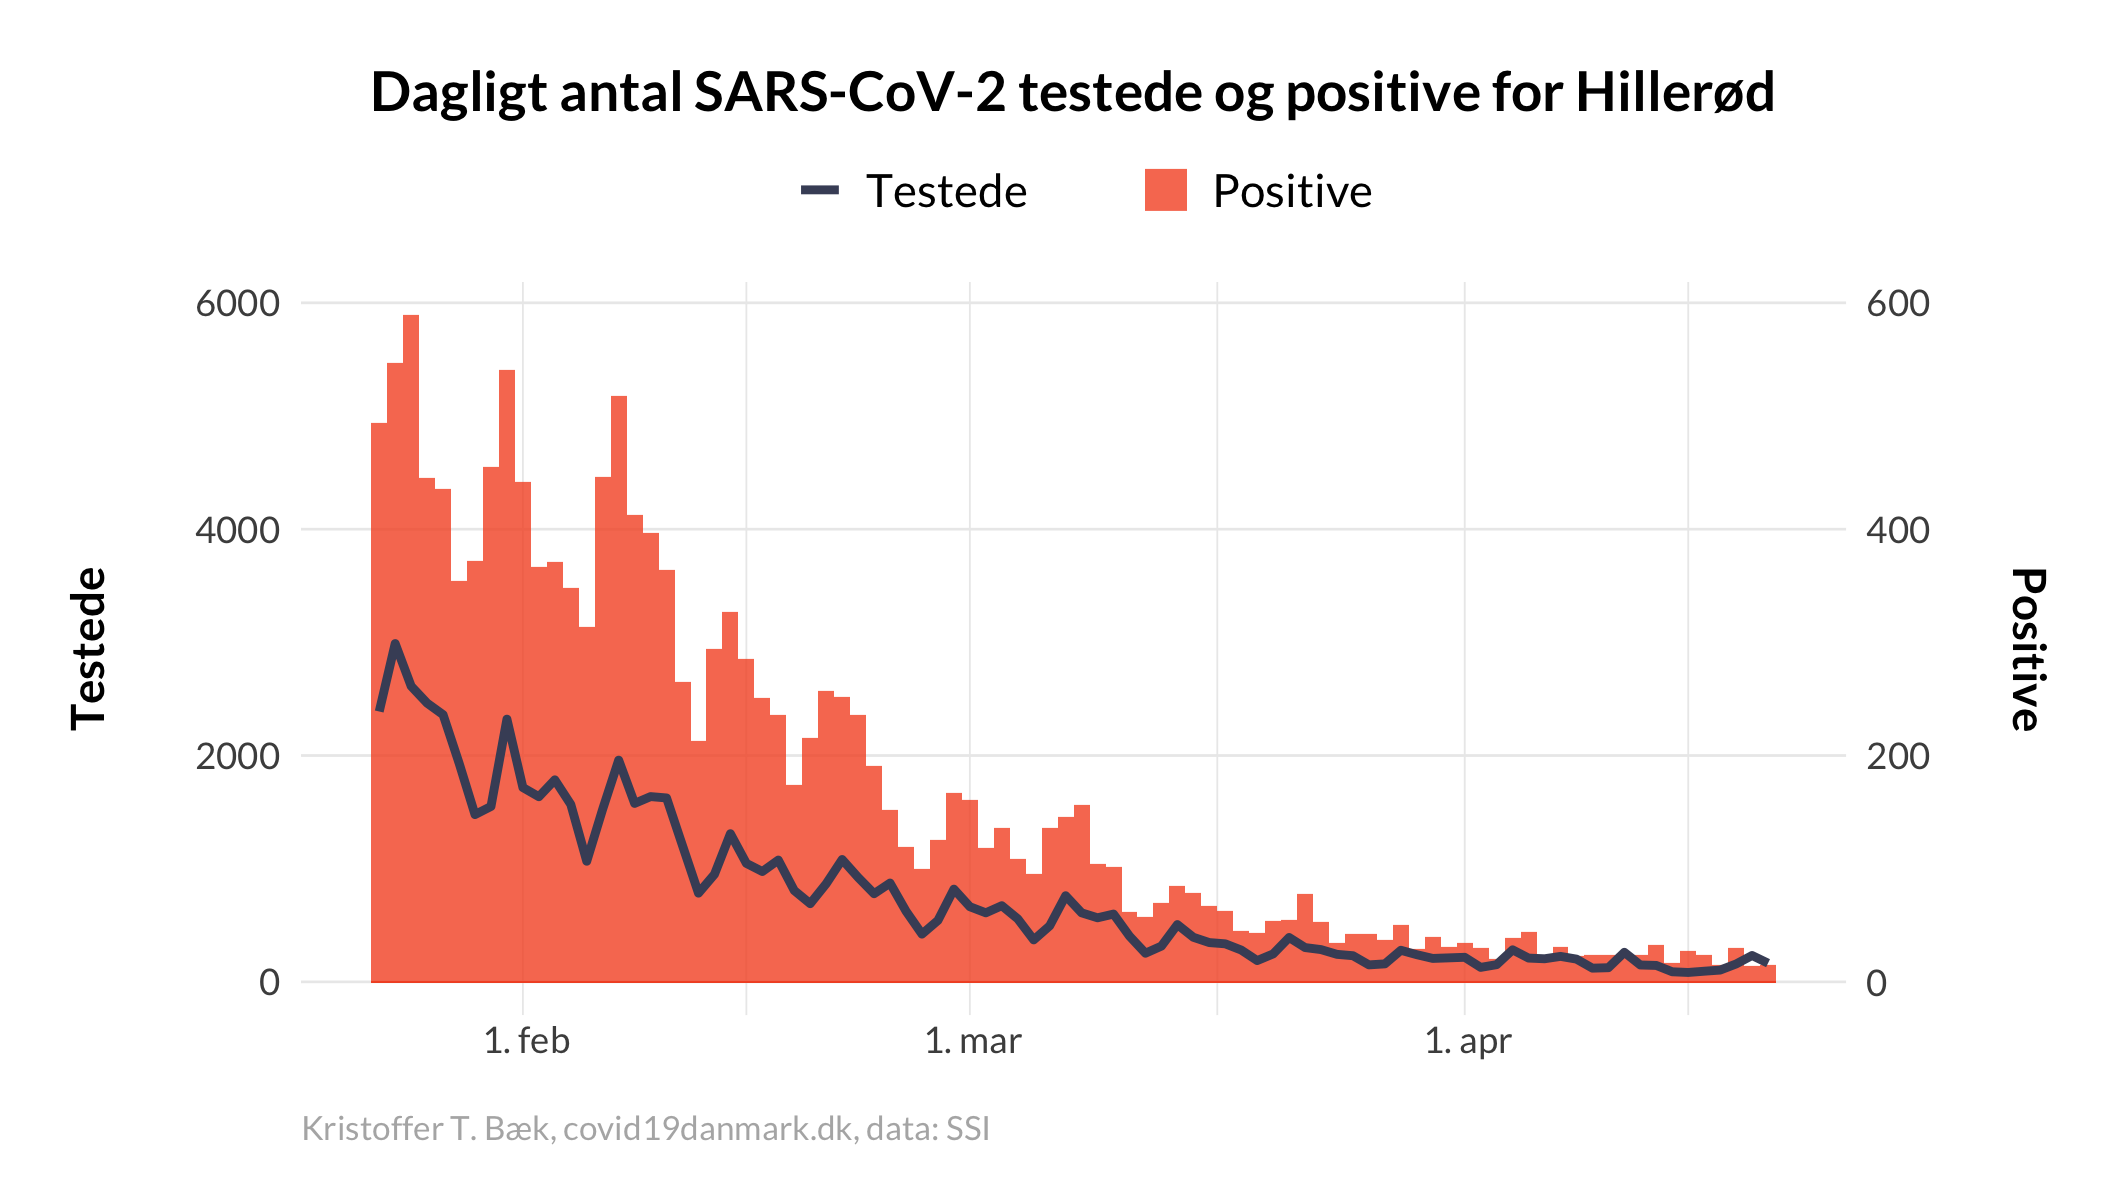 Dagligt antal SARS-CoV-2 testede og positive for Hillerød
Testede
Positive
6000
4000
2000
0
600
400
200
0
Testede
Positive
1. feb
1. mar
1. apr
Kristoffer T. Bæk, covid19danmark.dk, data: SSI